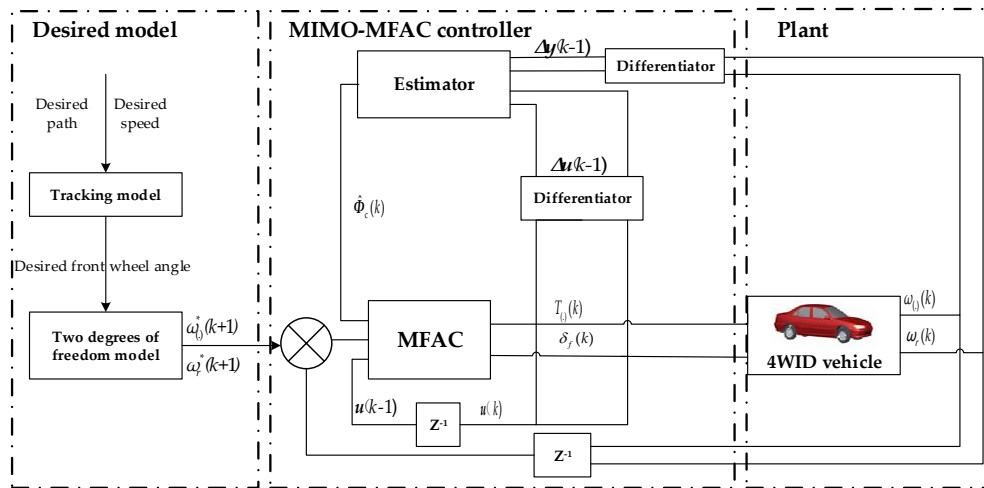 Desired model
MIMO-MFAC controller
Plant
Desired
path
Desired
speed
Tracking model
Desired front wheel angle
Two degrees of
freedom model
ω*(.)(k+1)
ω*r(k+1)
Estimator
Δy(k-1)
Differentiator
Δu(k-1)
Differentiator
Φ̂c(k)
MFAC
T(.)(k)
δf(k)
u(k-1)
Z-1
u(k)
Z-1
4WID vehicle
ω(.)(k)
ωr(k)